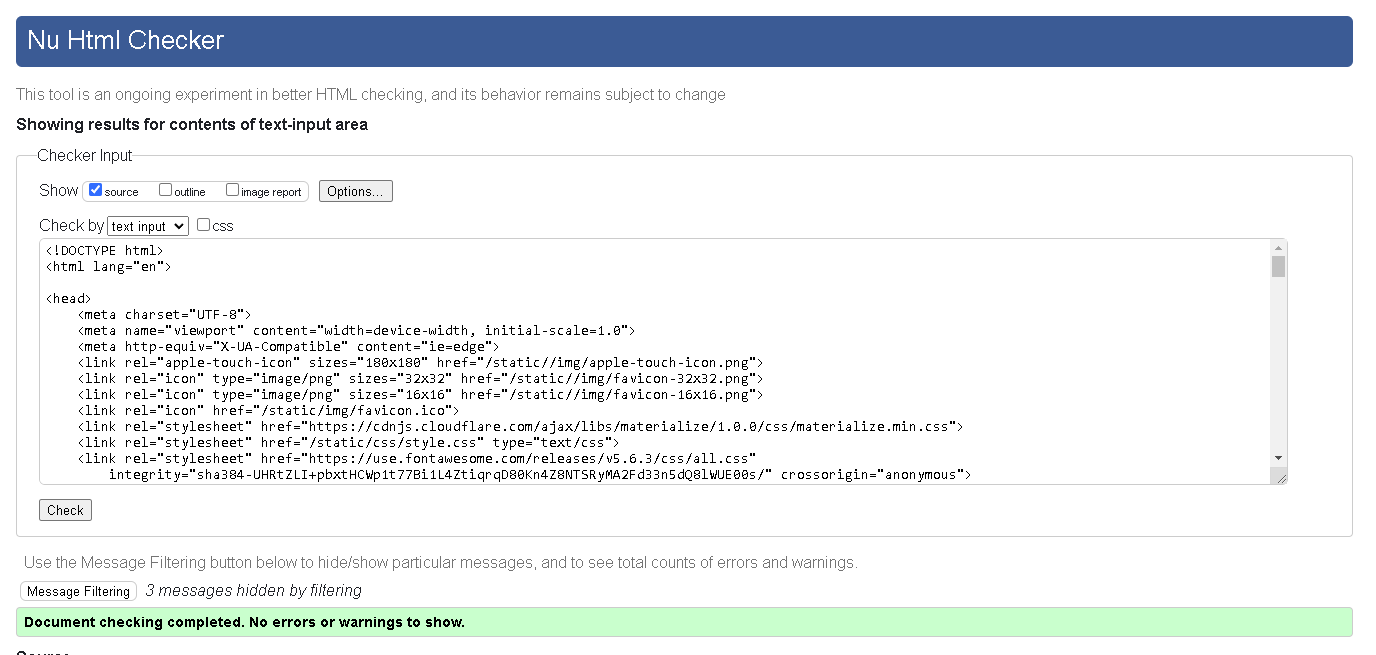 Nu Html Checker
This tool is an ongoing experiment in better HTML checking, and its behavior remains subject to change
Showing results for contents of text-input area
Checker Input
Show source outline image report Options...
Check by text input css
<!DOCTYPE html>
<html lang="en">
<head>
<meta charset="UTF-8">
<meta name="viewport" content="width=device-width, initial-scale=1.0">
<meta http-equiv="X-UA-Compatible" content="ie=edge">
<link rel="apple-touch-icon" sizes="180x180" href="/static//img/apple-touch-icon.png">
<link rel="icon" type="image/png" sizes="32x32" href="/static//img/favicon-32x32.png">
<link rel="icon" type="image/png" sizes="16x16" href="/static//img/favicon-16x16.png">
<link rel="icon" href="/static/img/favicon.ico">
<link rel="stylesheet" href="https://cdnjs.cloudflare.com/ajax/libs/materialize/1.0.0/css/materialize.min.css">
<link rel="stylesheet" href="/static/css/style.css" type="text/css">
<link rel="stylesheet" href="https://use.fontawesome.com/releases/v5.6.3/css/all.css"
integrity="sha384-UHRtZLI+pbxtHCWp1t77Bi1L4ZtiqrqD80Kn4Z8NTSRyMA2Fd33n5dQ8lWUE00s/" crossorigin="anonymous">
Check
Use the Message Filtering button below to hide/show particular messages, and to see total counts of errors and warnings.
Message Filtering 3 messages hidden by filtering
Document checking completed. No errors or warnings to show.